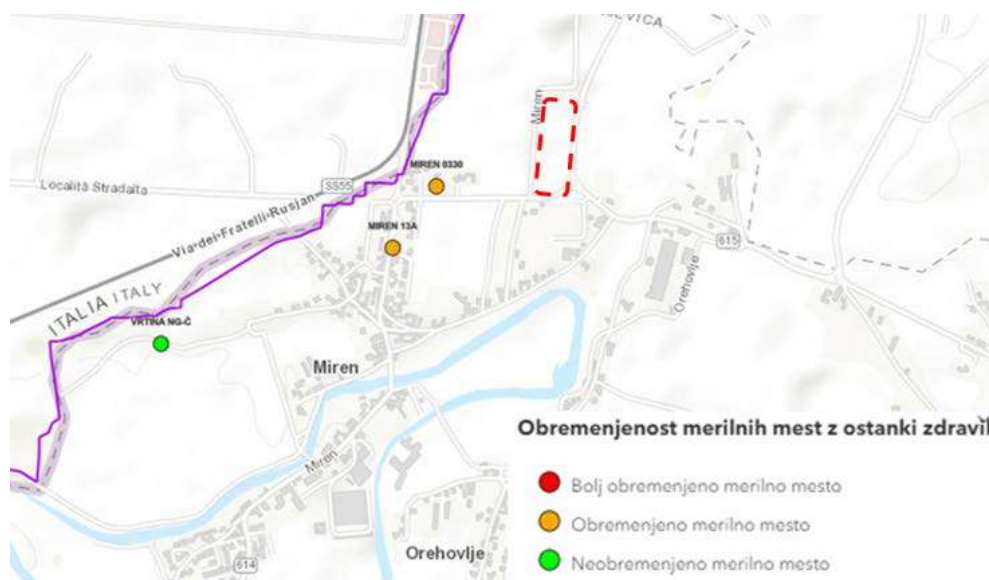 EVICA
Miren
MIREN 0330
Località Stradalta
SS55
Via dei Fratelli Rusjan
MIREN 13A
615
Orehovlje
ITALIA ITALY
VRTINA NG-Č
Miren
Obremenjenost merilnih mest z ostanki zdravil
Miren
Bolj obremenjeno merilno mesto
Obremenjeno merilno mesto
Orehovlje
614
Neobremenjeno merilno mesto